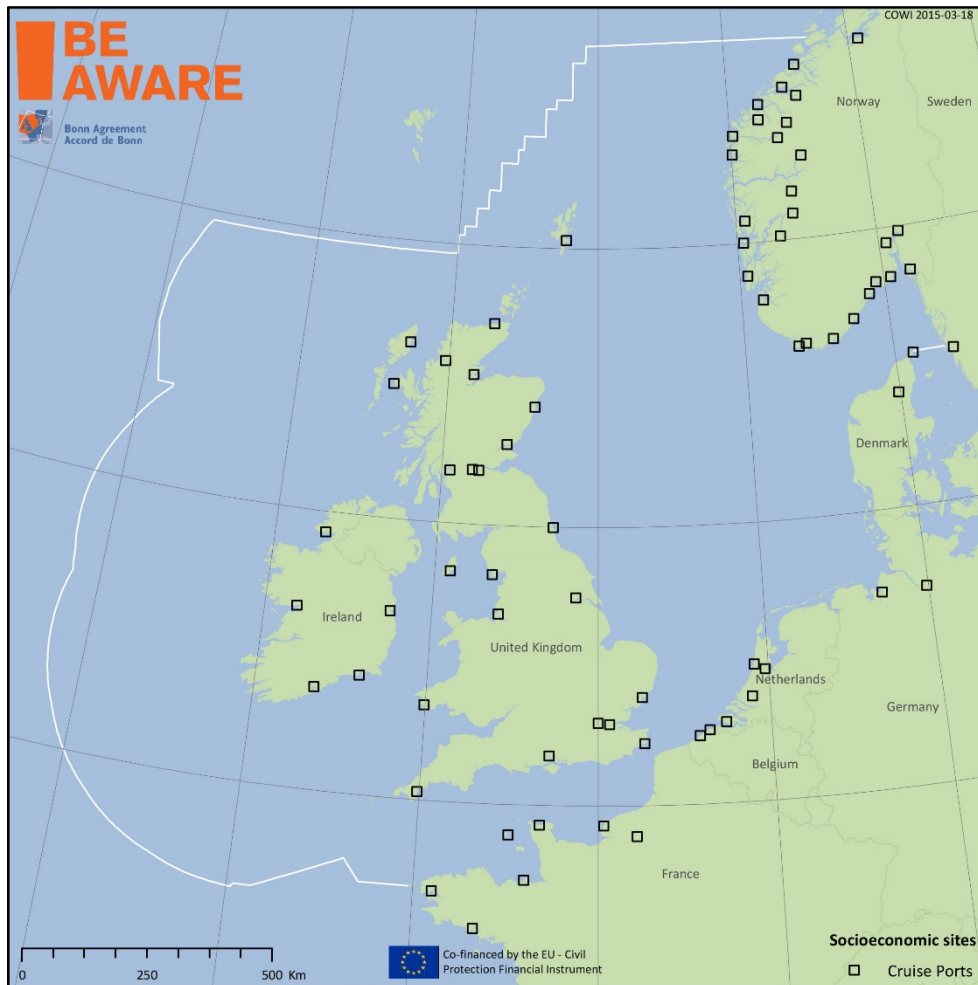 COWI 2015-03-18
BE
AWARE
Bonn Agreement
Accord de Bonn
Norway
Sweden
Denmark
Ireland
United Kingdom
Netherlands
Germany
Belgium
France
Socioeconomic sites
Cruise Ports
0 250 500 Km
Co-financed by the EU - Civil
Protection Financial Instrument